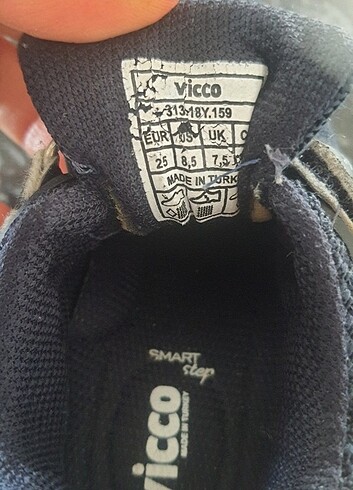 vicco
313.18Y.159
EUR US UK C
25 8,5 7,5
MADE IN TURK
SMART
Step
vicco
MADE IN TURKEY